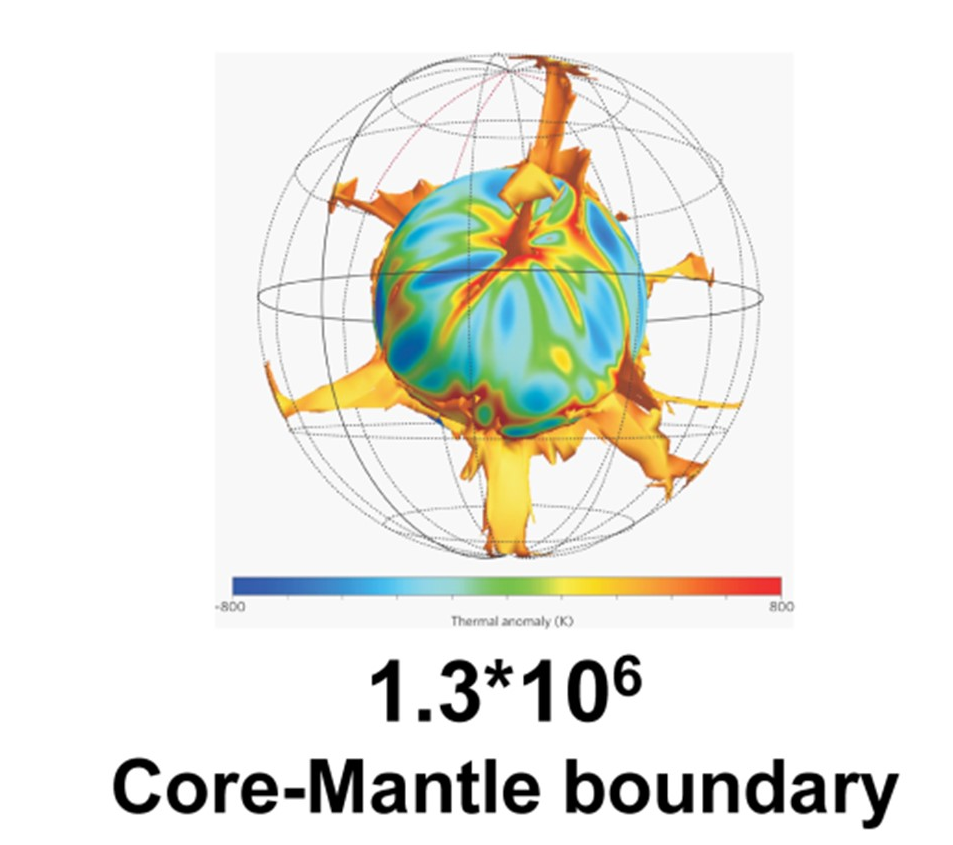 -800 800
Thermal anomaly (K)
1.3*10⁶
Core-Mantle boundary